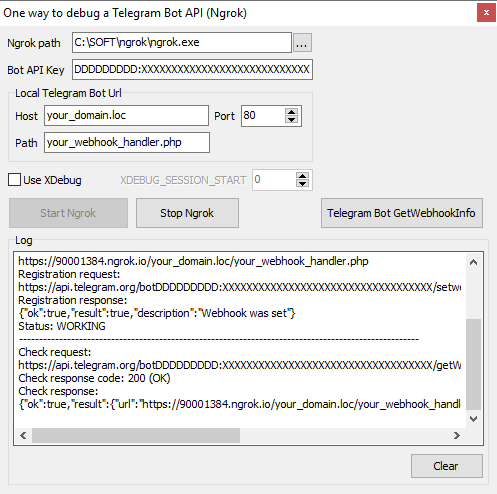 One way to debug a Telegram Bot API (Ngrok)
Ngrok path C:\SOFT\ngrok\ngrok.exe ...
Bot API Key DDDDDDDDD:XXXXXXXXXXXXXXXXXXXXXXXXXXXX
Local Telegram Bot Url
Host your_domain.loc Port 80
Path your_webhook_handler.php
Use XDebug XDEBUG_SESSION_START 0
Start Ngrok Stop Ngrok Telegram Bot GetWebhookInfo
Log
https://90001384.ngrok.io/your_domain.loc/your_webhook_handler.php
Registration request:
https://api.telegram.org/botDDDDDDDDD:XXXXXXXXXXXXXXXXXXXXXXXXXXXXXXXXXXX/setw
Registration response:
{"ok":true,"result":true,"description":"Webhook was set"}
Status: WORKING
--------------------------------------------------------------------------------
Check request:
https://api.telegram.org/botDDDDDDDDD:XXXXXXXXXXXXXXXXXXXXXXXXXXXXXXXXXXX/getW
Check response code: 200 (OK)
Check response:
{"ok":true,"result":{"url":"https://90001384.ngrok.io/your_domain.loc/your_webhook_handl
Clear